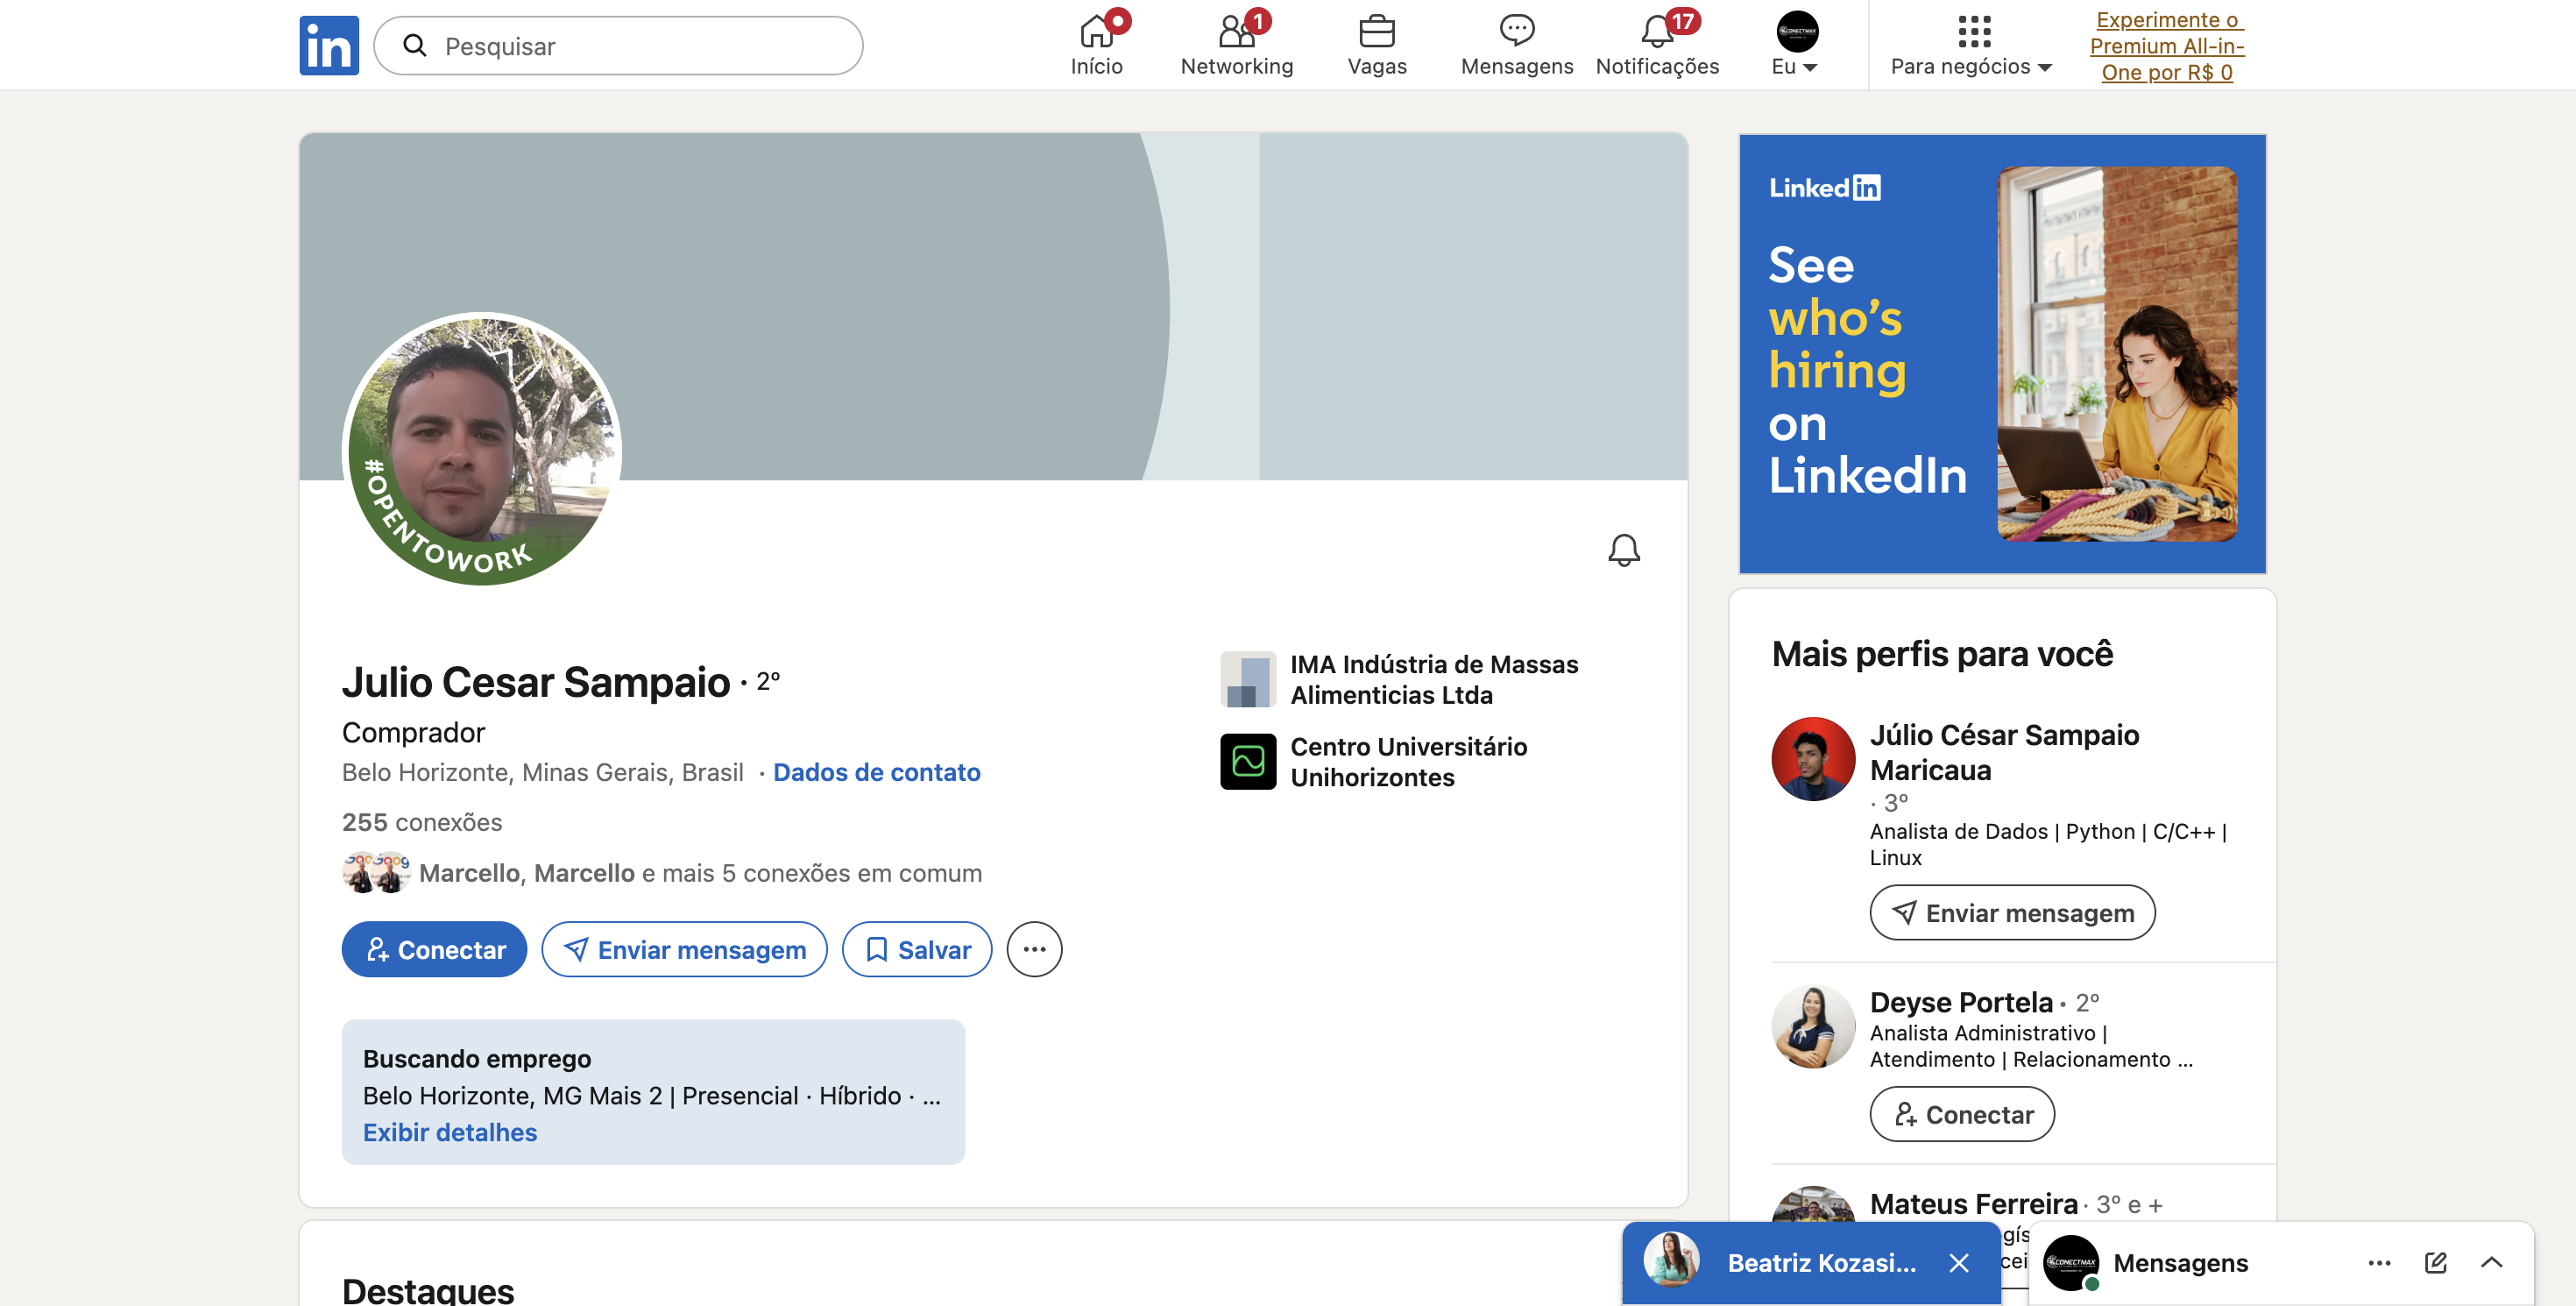 in
Pesquisar
Início
1
Networking
Vagas
Mensagens
17
Notificações
Eu
Para negócios
Experimente o
Premium All-in-
One por R$ 0
#OPENTOWORK
Julio Cesar Sampaio · 2º
Comprador
Belo Horizonte, Minas Gerais, Brasil · Dados de contato
255 conexões
Marcello, Marcello e mais 5 conexões em comum
Conectar
Enviar mensagem
Salvar
Buscando emprego
Belo Horizonte, MG Mais 2 | Presencial · Híbrido · ...
Exibir detalhes
IMA Indústria de Massas
Alimenticias Ltda
Centro Universitário
Unihorizontes
Destaques
Linkedin
See
who's
hiring
on
LinkedIn
Mais perfis para você
Júlio César Sampaio
Maricaua
· 3º
Analista de Dados | Python | C/C++ |
Linux
Enviar mensagem
Deyse Portela · 2º
Analista Administrativo |
Atendimento | Relacionamento ...
Conectar
Mateus Ferreira · 3º e +
Beatriz Kozasi...
CONECTMAX
Mensagens